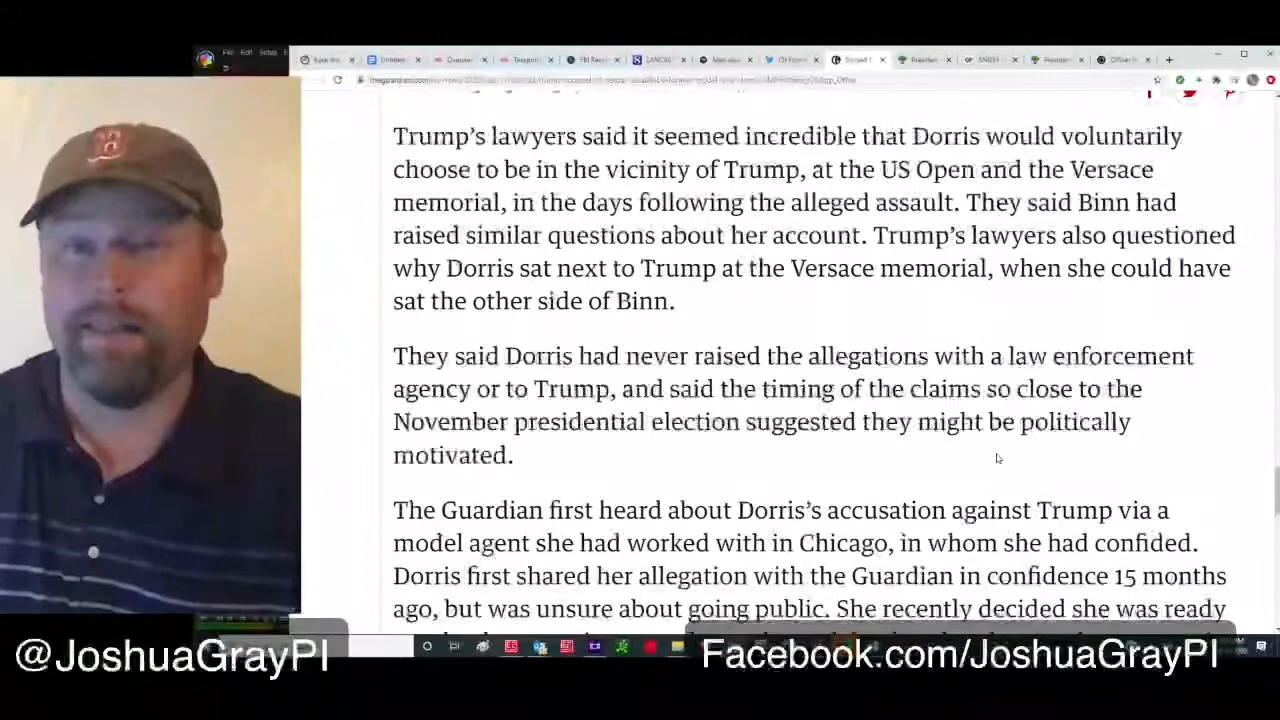 File Edit Setup
Trump's lawyers said it seemed incredible that Dorris would voluntarily
choose to be in the vicinity of Trump, at the US Open and the Versace
memorial, in the days following the alleged assault. They said Binn had
raised similar questions about her account. Trump's lawyers also questioned
why Dorris sat next to Trump at the Versace memorial, when she could have
sat the other side of Binn.
They said Dorris had never raised the allegations with a law enforcement
agency or to Trump, and said the timing of the claims so close to the
November presidential election suggested they might be politically
motivated.
The Guardian first heard about Dorris's accusation against Trump via a
model agent she had worked with in Chicago, in whom she had confided.
Dorris first shared her allegation with the Guardian in confidence 15 months
ago, but was unsure about going public. She recently decided she was ready
@JoshuaGrayPI
Facebook.com/JoshuaGrayPI